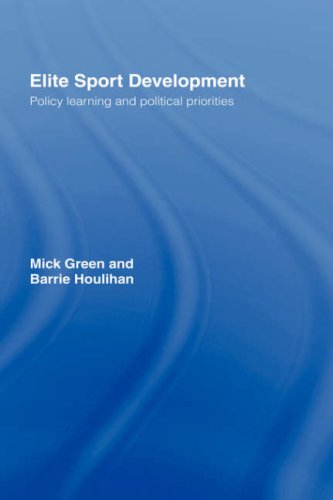 Elite Sport Development
Policy learning and political priorities
Mick Green and
Barrie Houlihan